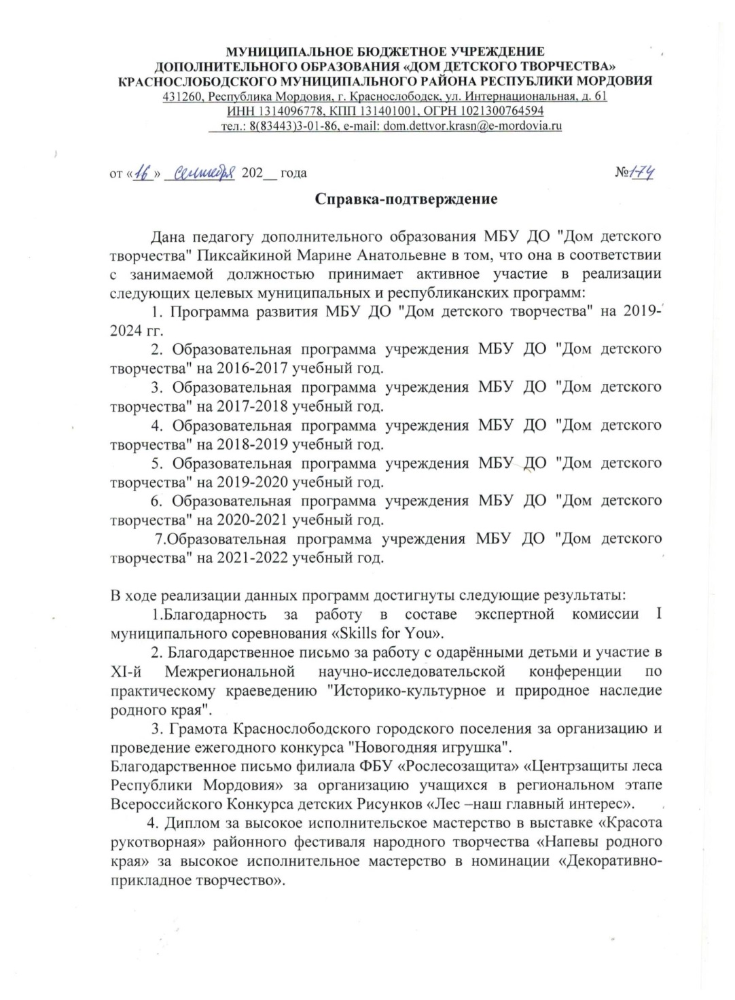 МУНИЦИПАЛЬНОЕ БЮДЖЕТНОЕ УЧРЕЖДЕНИЕ
ДОПОЛНИТЕЛЬНОГО ОБРАЗОВАНИЯ «ДОМ ДЕТСКОГО ТВОРЧЕСТВА»
КРАСНОСЛОБОДСКОГО МУНИЦИПАЛЬНОГО РАЙОНА РЕСПУБЛИКИ МОРДОВИЯ
431260, Республика Мордовия, г. Краснослободск, ул. Интернациональная, д. 61
ИНН 1314096778, КПП 131401001, ОГРН 1021300764594
тел.: 8(83443)3-01-86, e-mail: dom.dettvor.krasn@e-mordovia.ru
от «16» сентября 202__ года №174
Справка-подтверждение
Дана педагогу дополнительного образования МБУ ДО "Дом детского
творчества" Пиксайкиной Марине Анатольевне в том, что она в соответствии
с занимаемой должностью принимает активное участие в реализации
следующих целевых муниципальных и республиканских программ:
1. Программа развития МБУ ДО "Дом детского творчества" на 2019-
2024 гг.
2. Образовательная программа учреждения МБУ ДО "Дом детского
творчества" на 2016-2017 учебный год.
3. Образовательная программа учреждения МБУ ДО "Дом детского
творчества" на 2017-2018 учебный год.
4. Образовательная программа учреждения МБУ ДО "Дом детского
творчества" на 2018-2019 учебный год.
5. Образовательная программа учреждения МБУ ДО "Дом детского
творчества" на 2019-2020 учебный год.
6. Образовательная программа учреждения МБУ ДО "Дом детского
творчества" на 2020-2021 учебный год.
7.Образовательная программа учреждения МБУ ДО "Дом детского
творчества" на 2021-2022 учебный год.
В ходе реализации данных программ достигнуты следующие результаты:
1.Благодарность за работу в составе экспертной комиссии I
муниципального соревнования «Skills for You».
2. Благодарственное письмо за работу с одарёнными детьми и участие в
XI-й Межрегиональной научно-исследовательской конференции по
практическому краеведению "Историко-культурное и природное наследие
родного края".
3. Грамота Краснослободского городского поселения за организацию и
проведение ежегодного конкурса "Новогодняя игрушка".
Благодарственное письмо филиала ФБУ «Рослесозащита» «Центрзащиты леса
Республики Мордовия» за организацию учащихся в региональном этапе
Всероссийского Конкурса детских Рисунков «Лес –наш главный интерес».
4. Диплом за высокое исполнительское мастерство в выставке «Красота
рукотворная» районного фестиваля народного творчества «Напевы родного
края» за высокое исполнительное мастерство в номинации «Декоративно-
прикладное творчество».